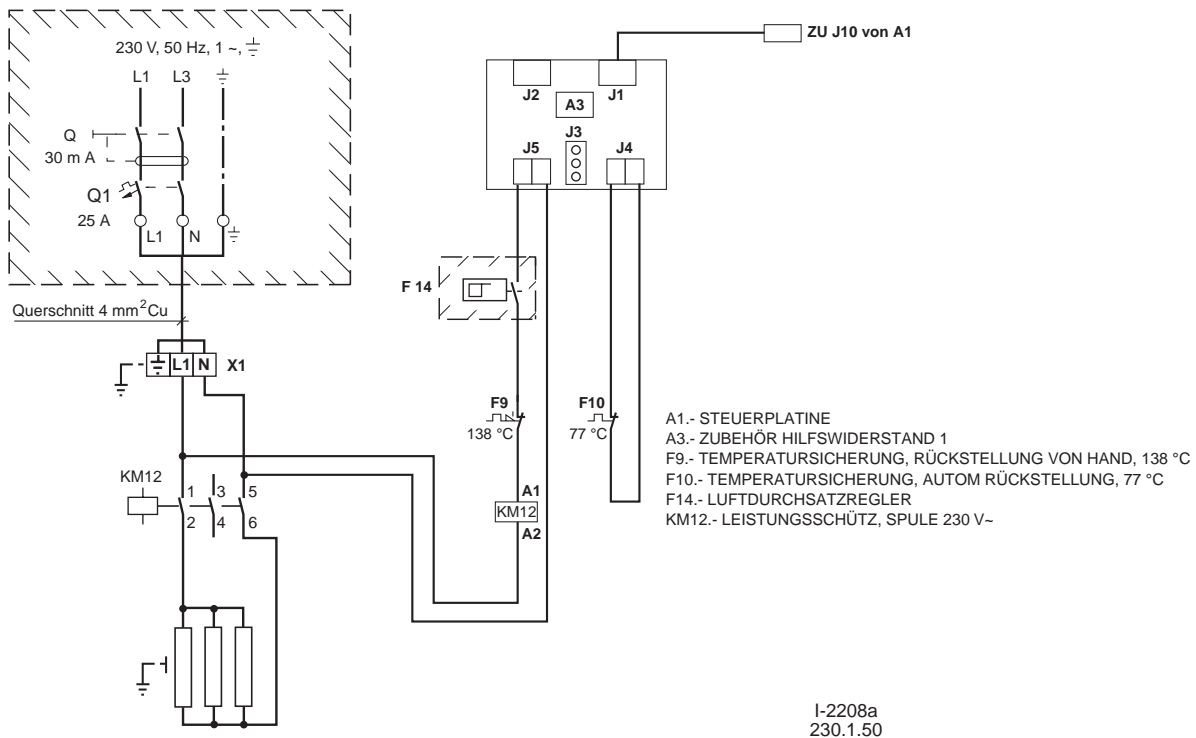 230 V, 50 Hz, 1 ~,
L1 L3
Q
30 m A
Q1
25 A
L1 N
Querschnitt 4 mm²Cu
L1 N X1
KM12
1 3 5
2 4 6
ZU J10 von A1
J2 J1
A3
J3
J5 J4
F 14
F9
138 °C
F10
77 °C
A1
KM12
A2
A1.- STEUERPLATINE
A3.- ZUBEHÖR HILFSWIDERSTAND 1
F9.- TEMPERATURSICHERUNG, RÜCKSTELLUNG VON HAND, 138 °C
F10.- TEMPERATURSICHERUNG, AUTOM RÜCKSTELLUNG, 77 °C
F14.- LUFTDURCHSATZREGLER
KM12.- LEISTUNGSSCHÜTZ, SPULE 230 V~
I-2208a
230.1.50